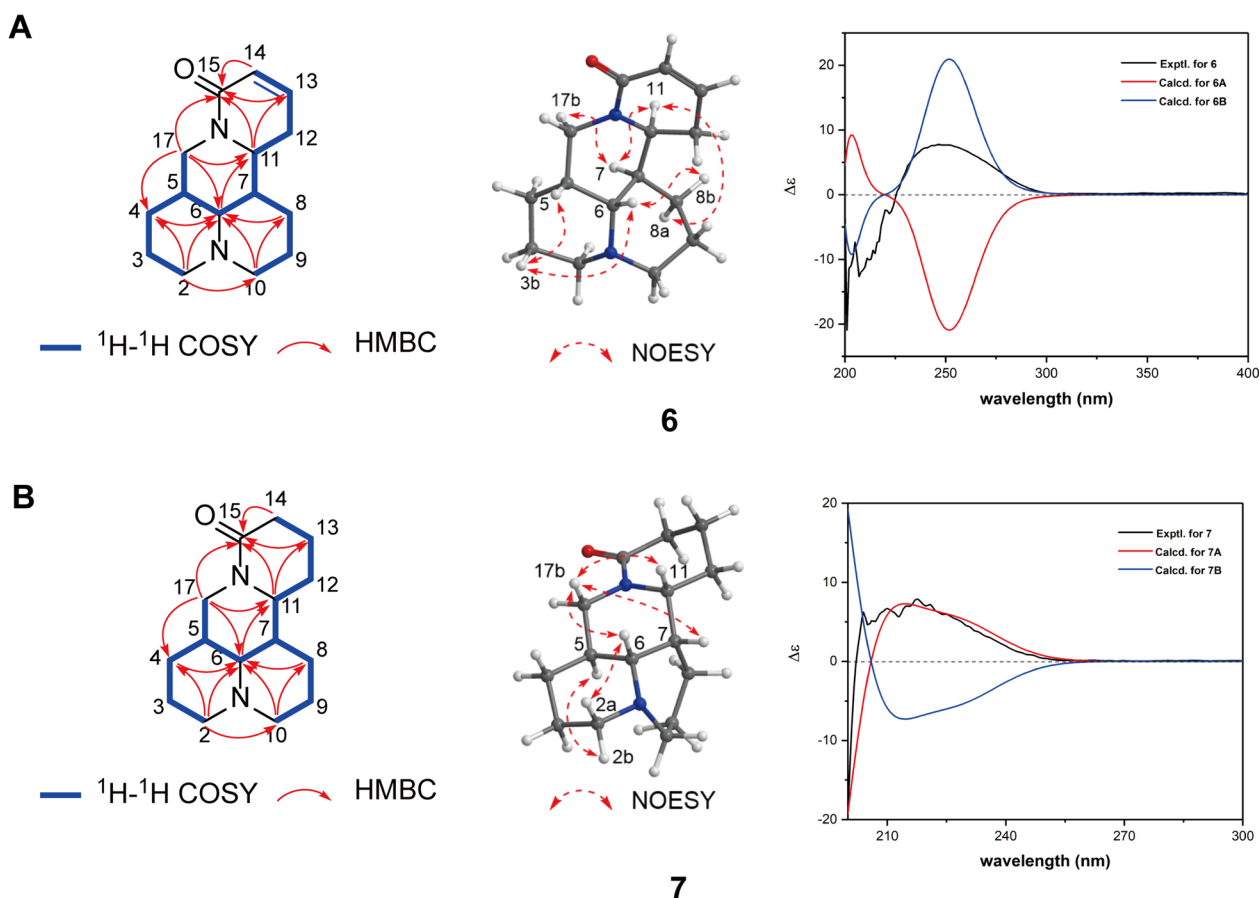 A
O 15 14
13
N 12
17 11
5 7
4 6 8
N
3 9
2 10
¹H-¹H COSY HMBC
11
17b
7
5 6 8b
8a
3b
NOESY
6
20
10
0
-10
-20
Δε
200 250 300 350 400
wavelength (nm)
Exptl. for 6
Calcd. for 6A
Calcd. for 6B
B
O 15 14
13
N 12
17 11
5 7
4 6 8
N
3 9
2 10
¹H-¹H COSY HMBC
17b 11
7
5 6
2a
2b
NOESY
7
20
10
0
-10
-20
Δε
210 240 270 300
wavelength (nm)
Exptl. for 7
Calcd. for 7A
Calcd. for 7B